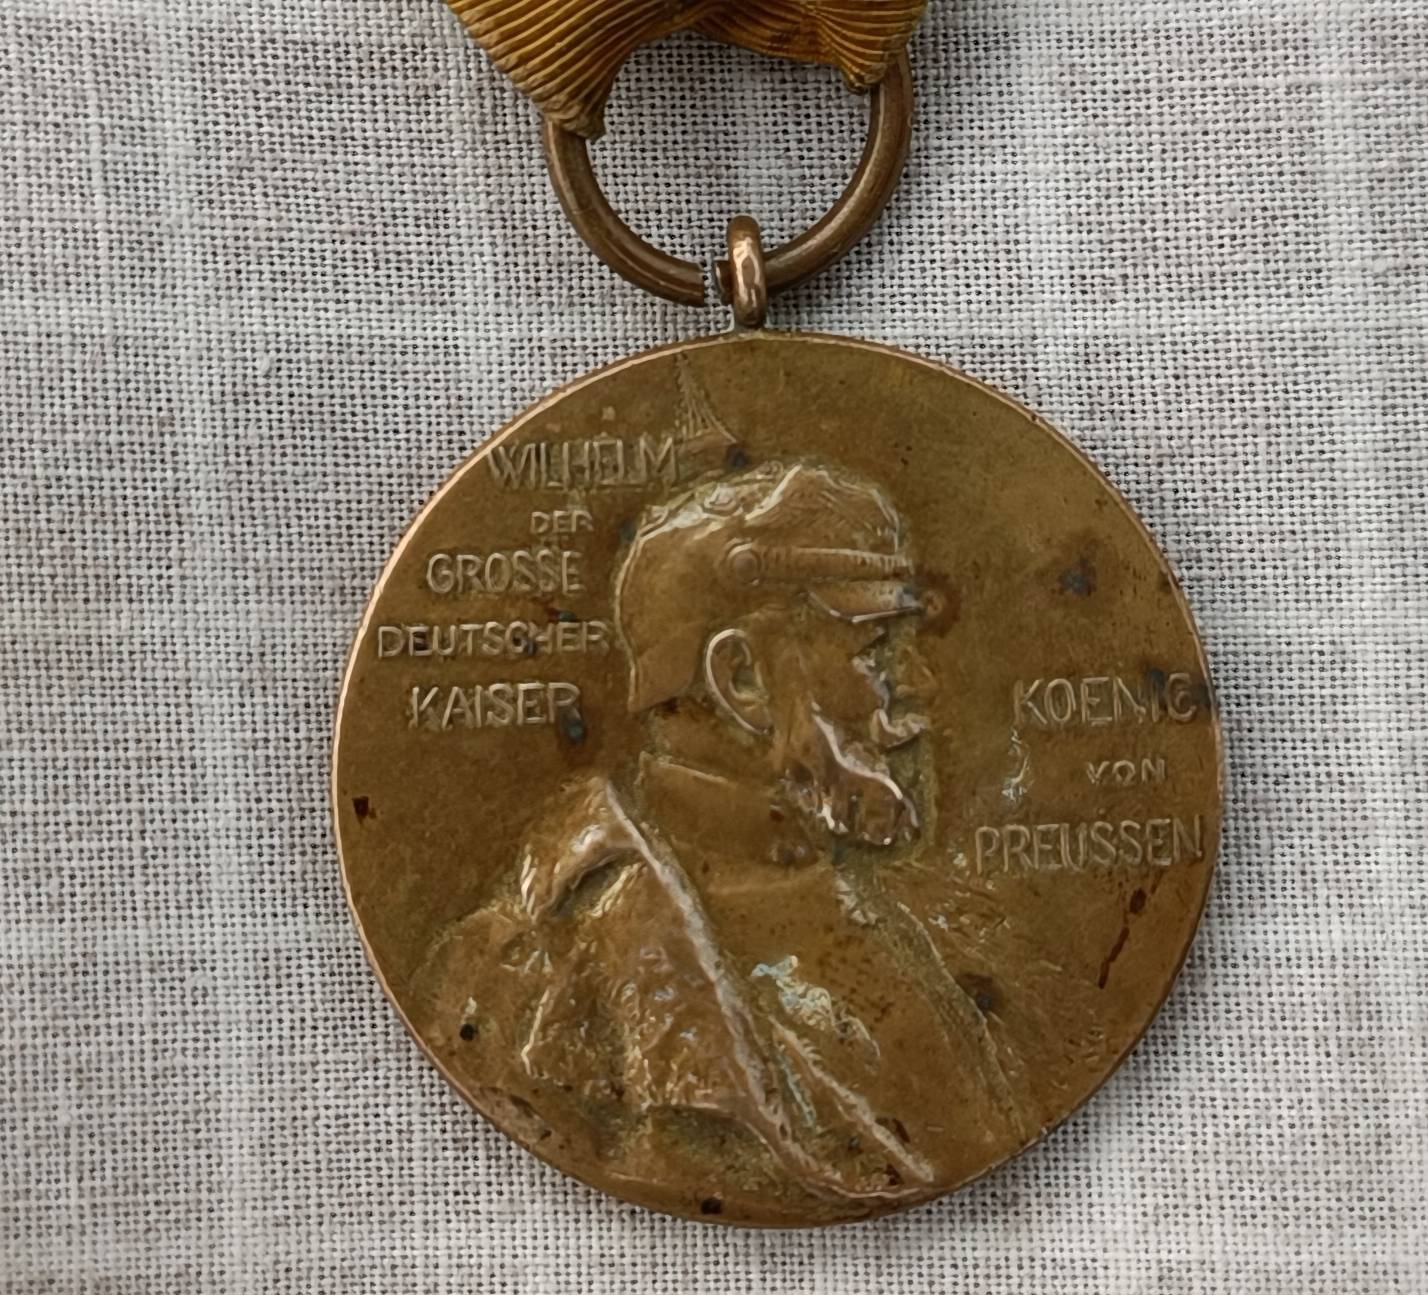 WILHELM
DER
GROSSE
DEUTSCHER
KAISER
KOENIG
VON
PREUSSEN